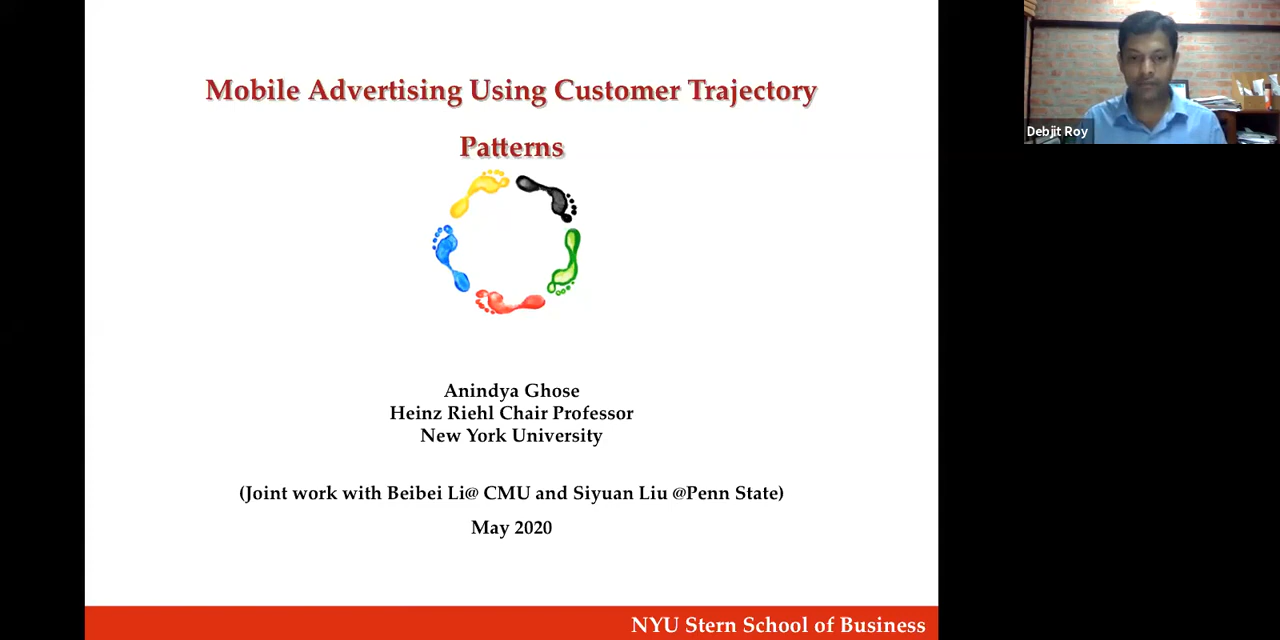 Mobile Advertising Using Customer Trajectory
Patterns
Anindya Ghose
Heinz Riehl Chair Professor
New York University
(Joint work with Beibei Li@ CMU and Siyuan Liu @Penn State)
May 2020
NYU Stern School of Business
Debjit Roy